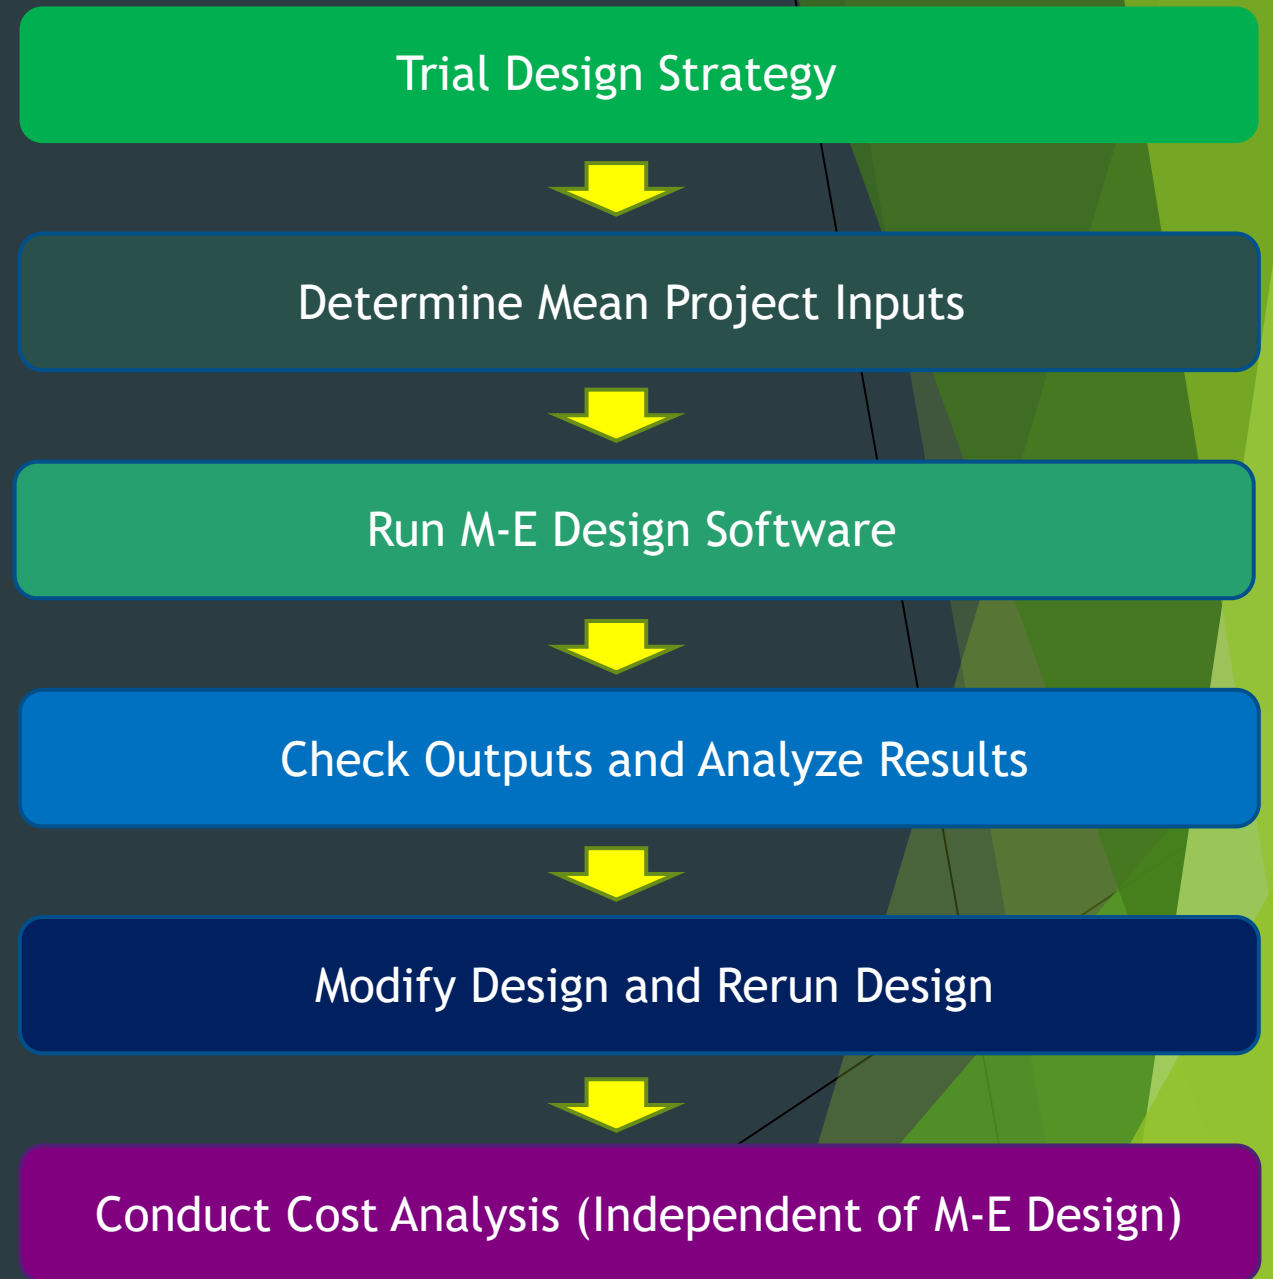 Trial Design Strategy
Determine Mean Project Inputs
Run M-E Design Software
Check Outputs and Analyze Results
Modify Design and Rerun Design
Conduct Cost Analysis (Independent of M-E Design)